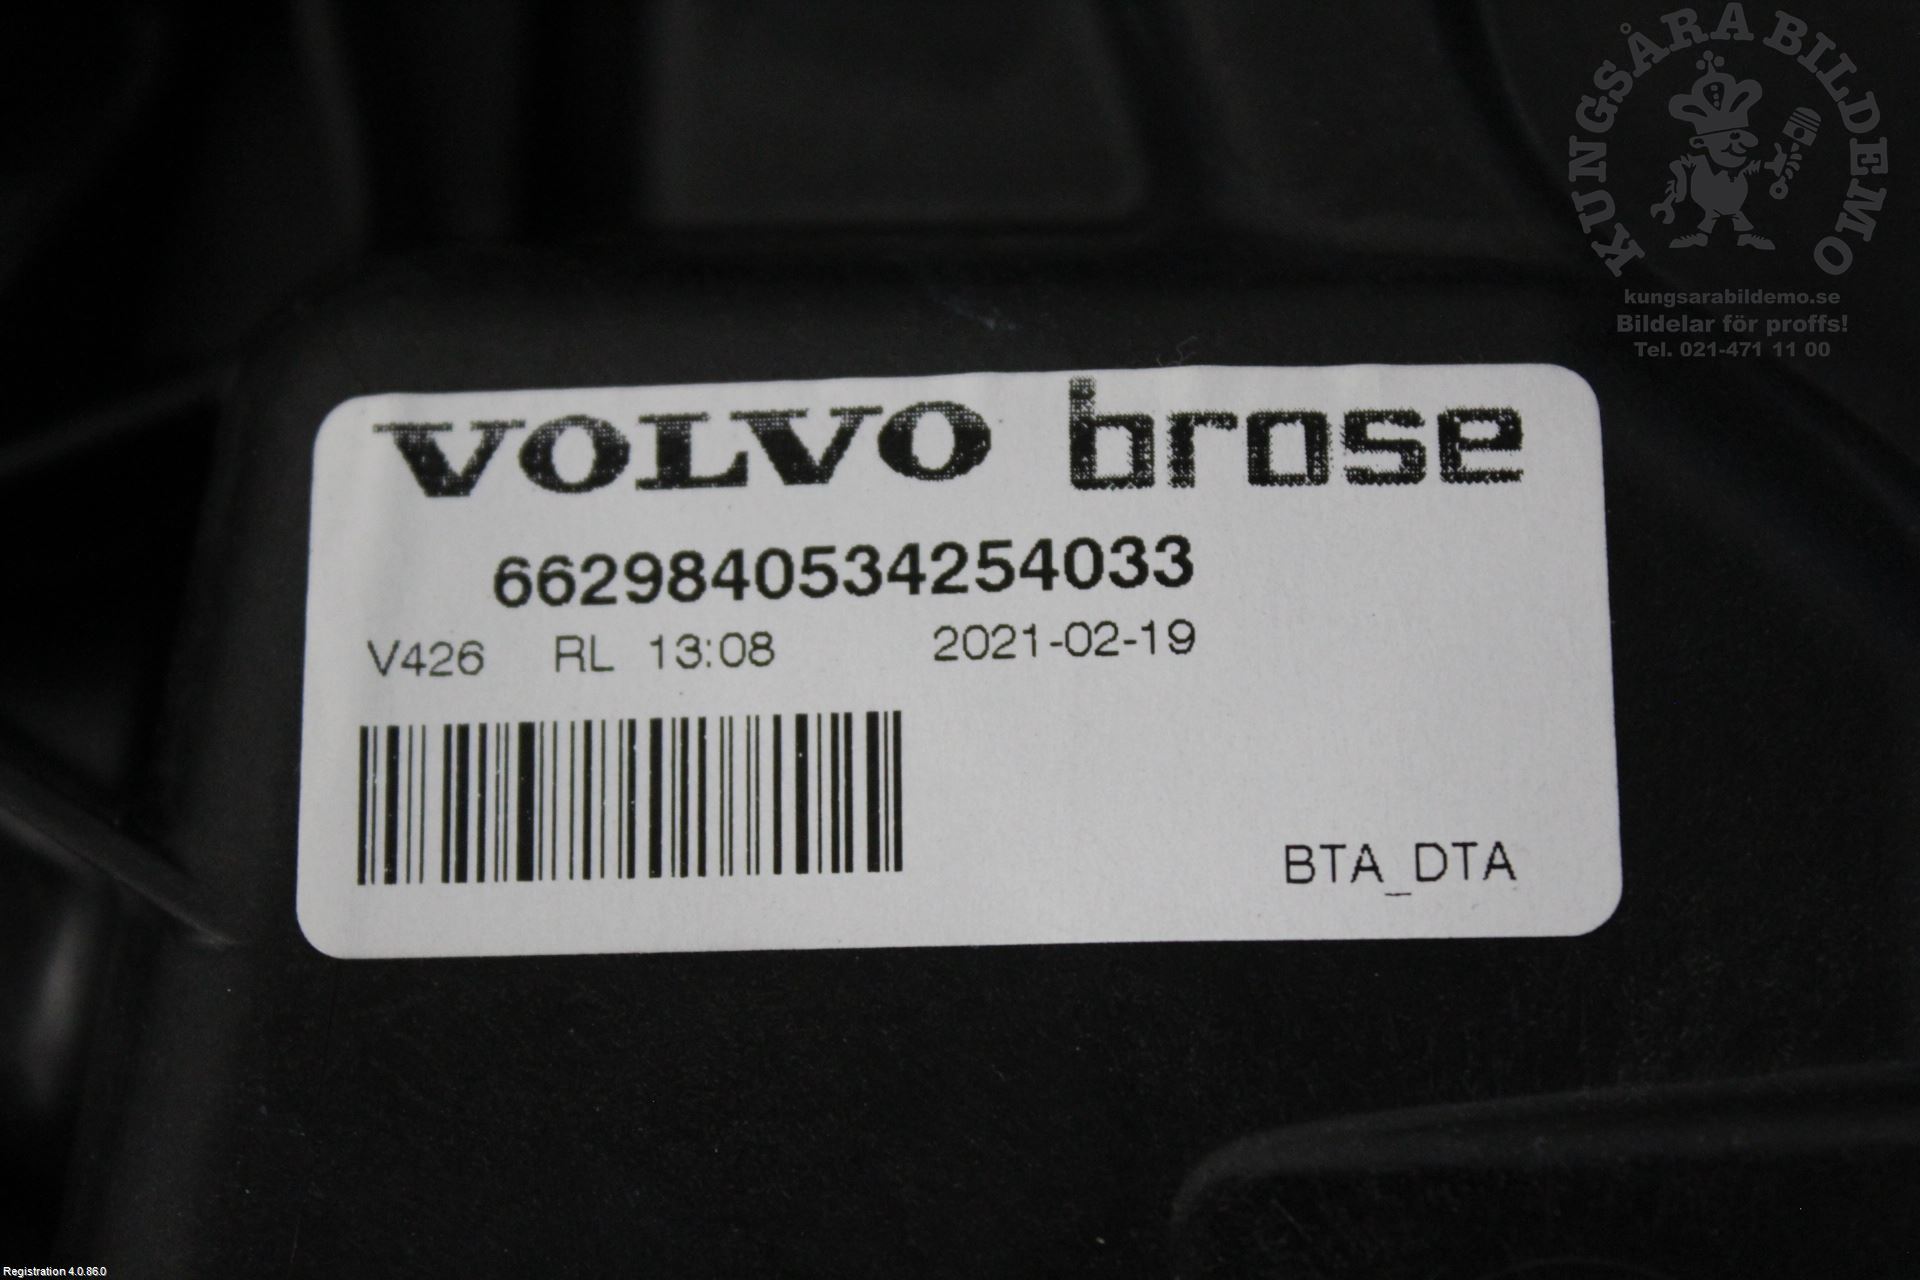 KUNGSÅRA BILDEMO
kungsarabildemo.se
Bildelar för proffs!
Tel. 021-471 11 00
VOLVO brose
6629840534254033
V426 RL 13:08 2021-02-19
BTA_DTA
Registration 4.0.86.0